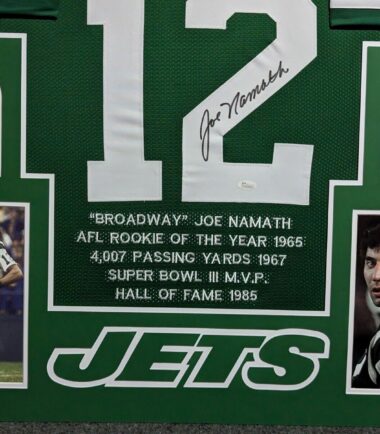 12
Joe Namath
"BROADWAY" JOE NAMATH
AFL ROOKIE OF THE YEAR 1965
4,007 PASSING YARDS 1967
SUPER BOWL III M.V.P.
HALL OF FAME 1985
JETS